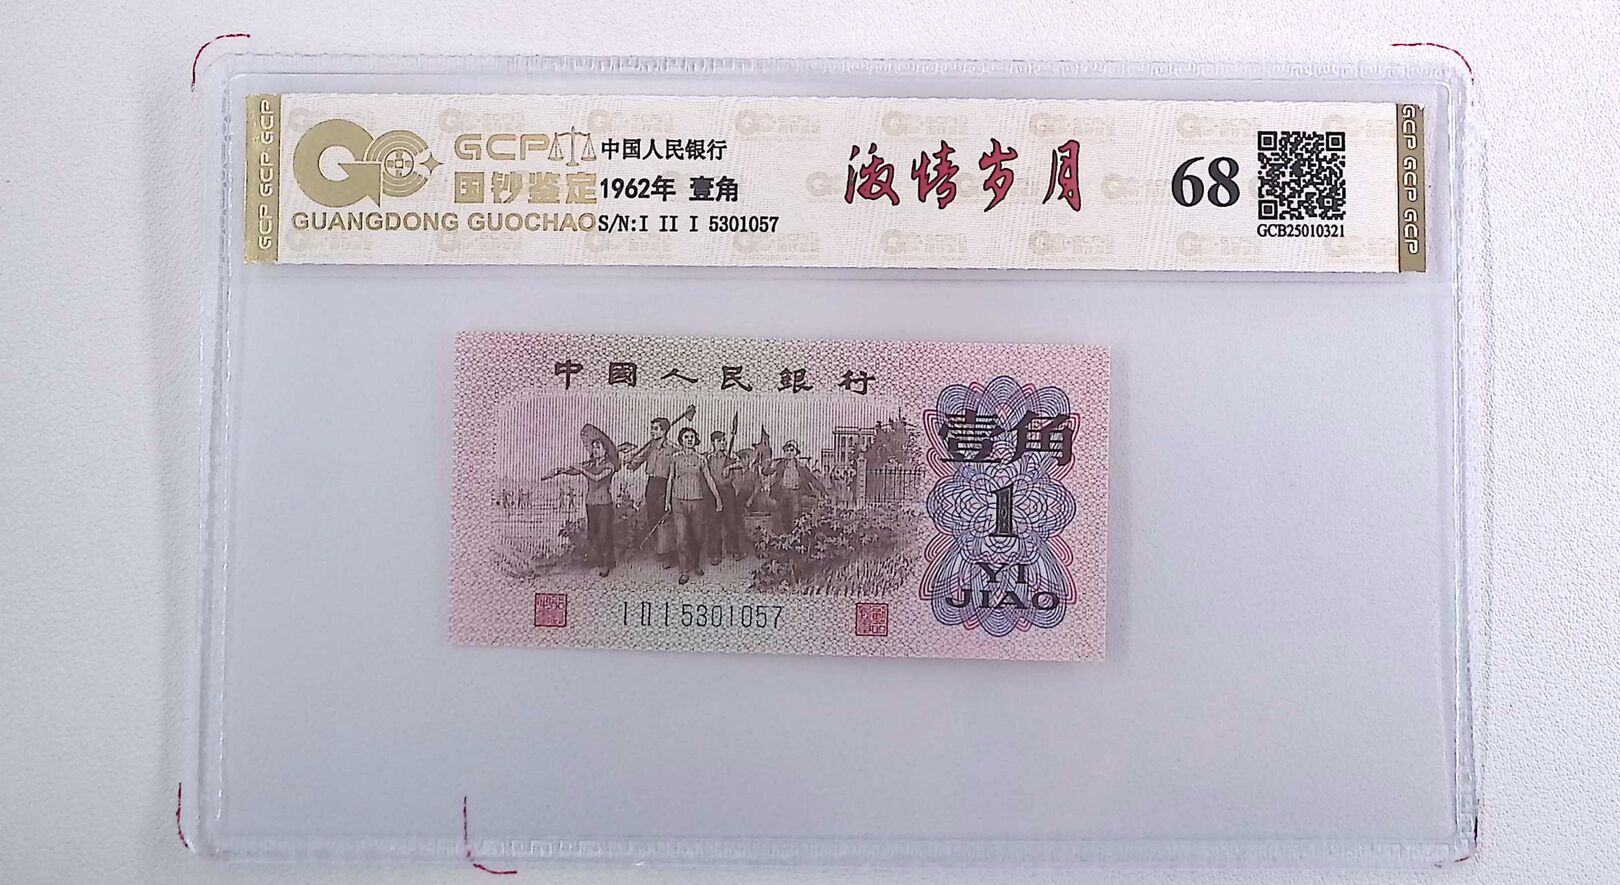 GCP
国钞鉴定
GUANGDONG GUOCHAO
中国人民银行
1962年 壹角
S/N:I II I 5301057
激情岁月
68
GCB25010321
GCP GCP GCP
GCP GCP GCP
中國人民銀行
壹角
1
YI
JIAO
I II I 5301057